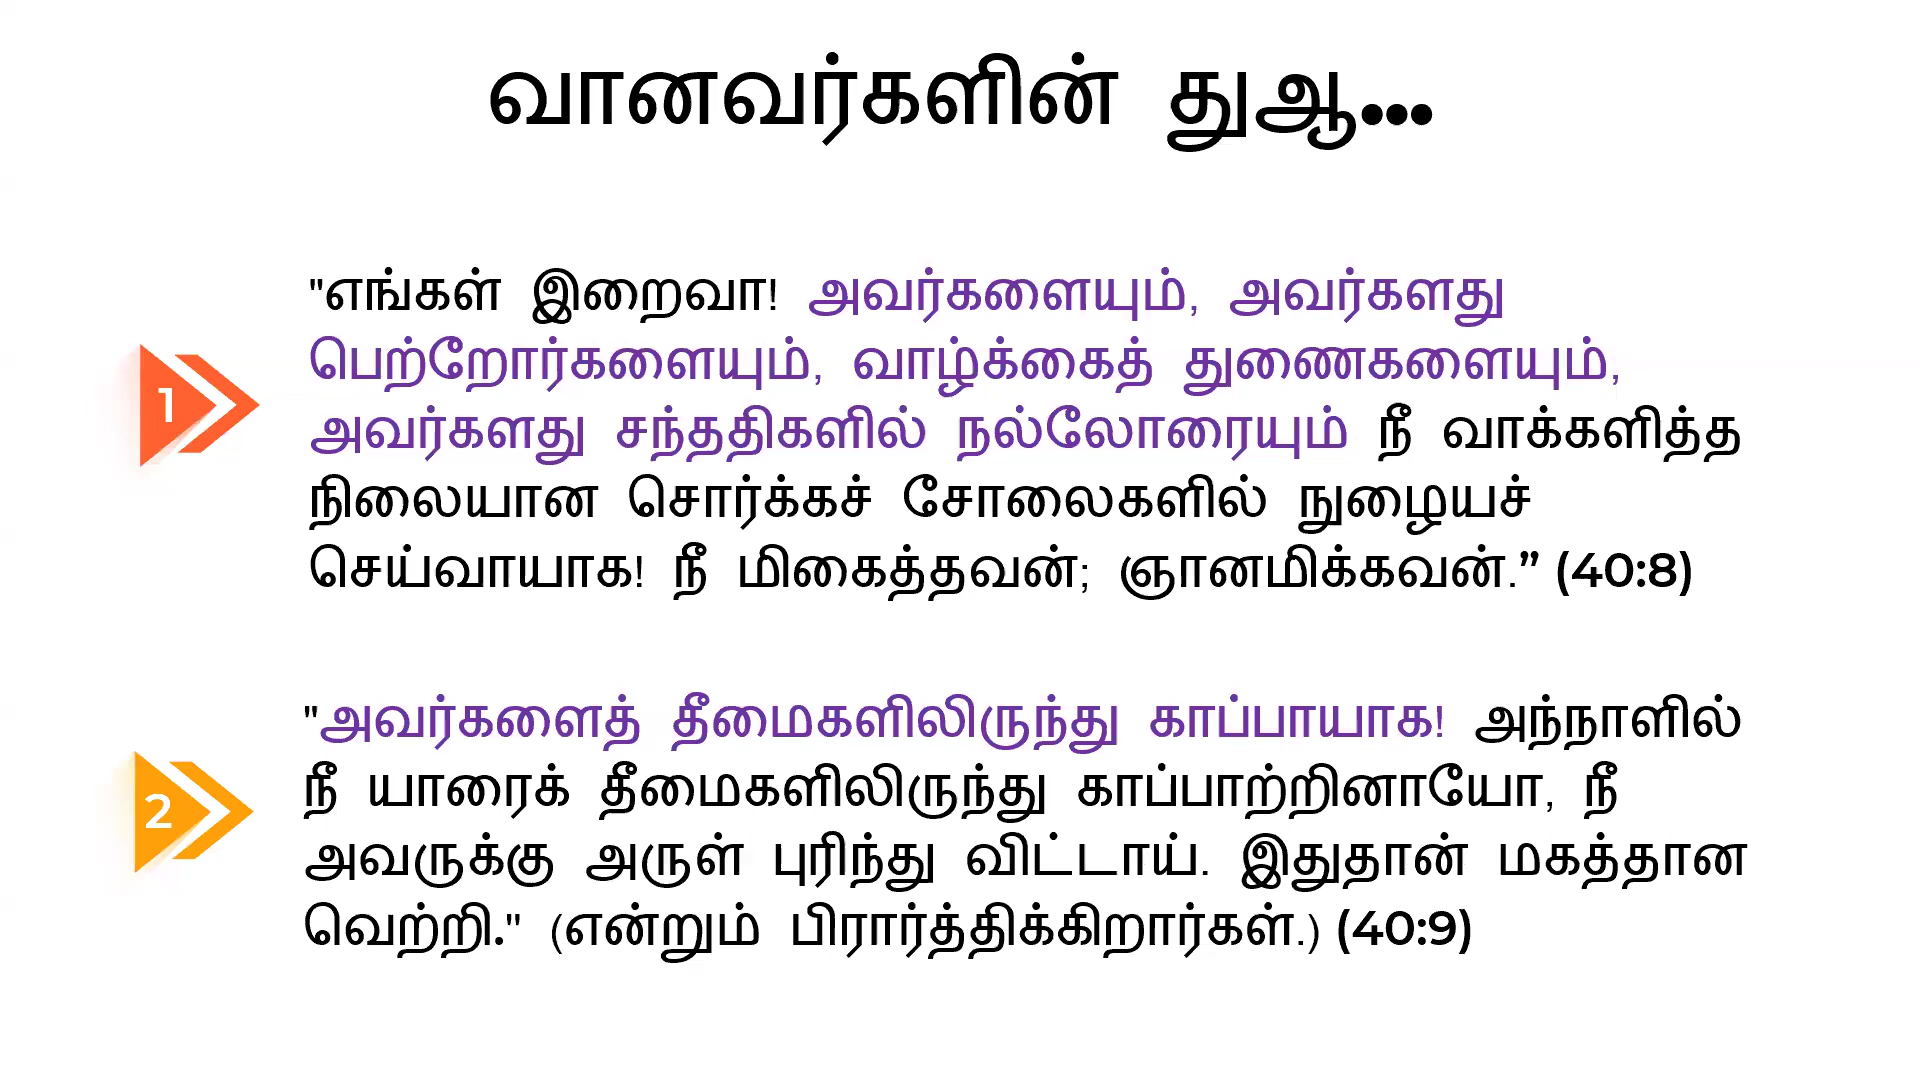 வானவர்களின் துஆ...
"எங்கள் இறைவா! அவர்களையும், அவர்களது
பெற்றோர்களையும், வாழ்க்கைத் துணைகளையும்,
1
அவர்களது சந்ததிகளில் நல்லோரையும் நீ வாக்களித்த
நிலையான சொர்க்கச் சோலைகளில் நுழையச்
செய்வாயாக! நீ மிகைத்தவன்; ஞானமிக்கவன்.” (40:8)
"அவர்களைத் தீமைகளிலிருந்து காப்பாயாக! அந்நாளில்
நீ யாரைக் தீமைகளிலிருந்து காப்பாற்றினாயோ, நீ
2
அவருக்கு அருள் புரிந்து விட்டாய். இதுதான் மகத்தான
வெற்றி." (என்றும் பிரார்த்திக்கிறார்கள்.) (40:9)